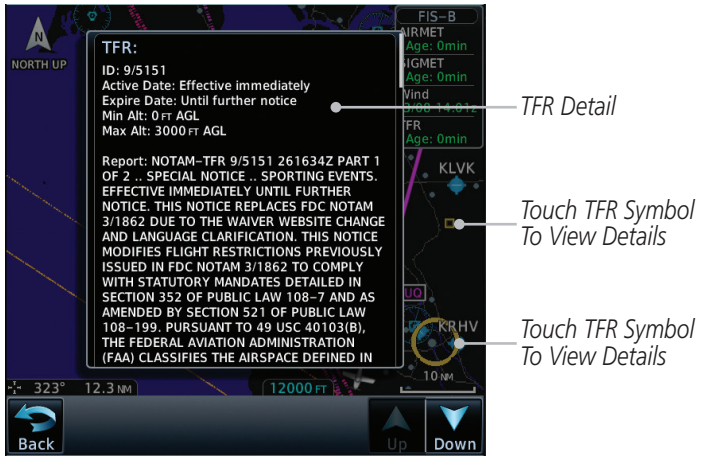 FIS-B
AIRMET
Age: 0min
SIGMET
Age: 0min
Wind
14:01z
TFR
Age: 0min
N
NORTH UP
TFR:
ID: 9/5151
Active Date: Effective immediately
Expire Date: Until further notice
Min Alt: 0 FT AGL
Max Alt: 3000 FT AGL
Report: NOTAM-TFR 9/5151 261634Z PART 1
OF 2 .. SPECIAL NOTICE .. SPORTING EVENTS.
EFFECTIVE IMMEDIATELY UNTIL FURTHER
NOTICE. THIS NOTICE REPLACES FDC NOTAM
3/1862 DUE TO THE WAIVER WEBSITE CHANGE
AND LANGUAGE CLARIFICATION. THIS NOTICE
MODIFIES FLIGHT RESTRICTIONS PREVIOUSLY
ISSUED IN FDC NOTAM 3/1862 TO COMPLY
WITH STATUTORY MANDATES DETAILED IN
SECTION 352 OF PUBLIC LAW 108-7 AND AS
AMENDED BY SECTION 521 OF PUBLIC LAW
108-199. PURSUANT TO 49 USC 40103(B),
THE FEDERAL AVIATION ADMINISTRATION
(FAA) CLASSIFIES THE AIRSPACE DEFINED IN
TFR Detail
KLVK
Touch TFR Symbol
To View Details
UQ
KRHV
Touch TFR Symbol
To View Details
10 NM
323°
12.3 NM
12000 FT
Back
Up
Down